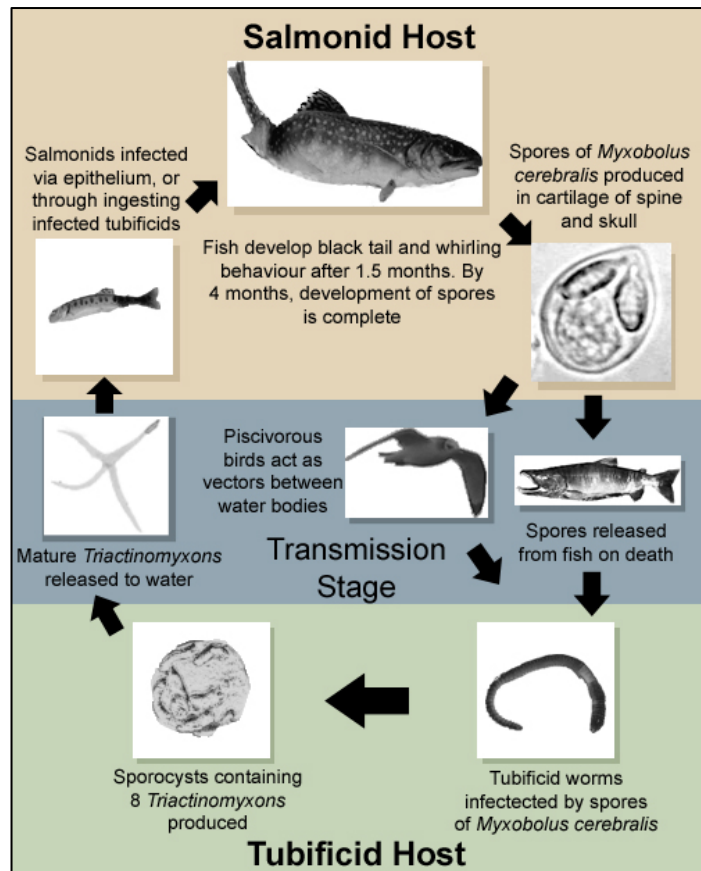 Salmonid Host
Salmonids infected
via epithelium, or
through ingesting
infected tubificids
Spores of Myxobolus
cerebralis produced
in cartilage of spine
and skull
Fish develop black tail and whirling
behaviour after 1.5 months. By
4 months, development of spores
is complete
Piscivorous
birds act as
vectors between
water bodies
Spores released
from fish on death
Mature Triactinomyxons
released to water
Transmission
Stage
Sporocysts containing
8 Triactinomyxons
produced
Tubificid worms
infectected by spores
of Myxobolus cerebralis
Tubificid Host